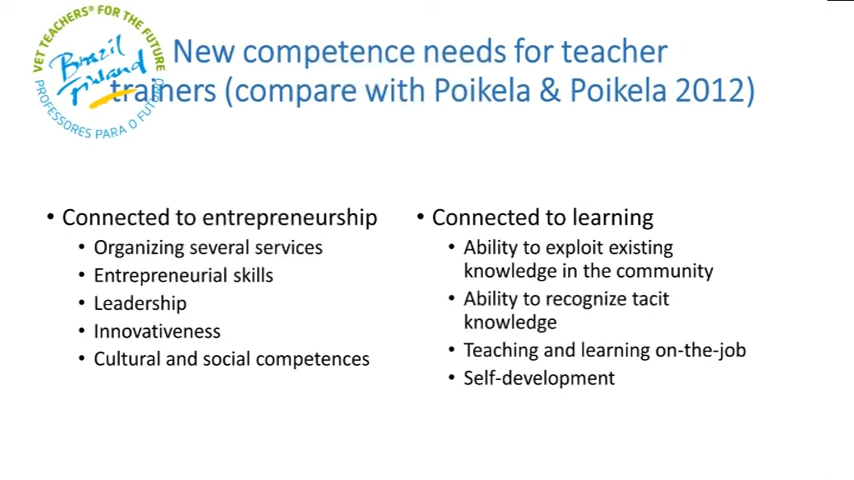 VET TEACHERS® FOR THE FUTURE
Brazil
Finland
PROFESSORES PARA O FUTURO
New competence needs for teacher
trainers (compare with Poikela & Poikela 2012)
• Connected to entrepreneurship
• Organizing several services
• Entrepreneurial skills
• Leadership
• Innovativeness
• Cultural and social competences
• Connected to learning
• Ability to exploit existing
knowledge in the community
• Ability to recognize tacit
knowledge
• Teaching and learning on-the-job
• Self-development